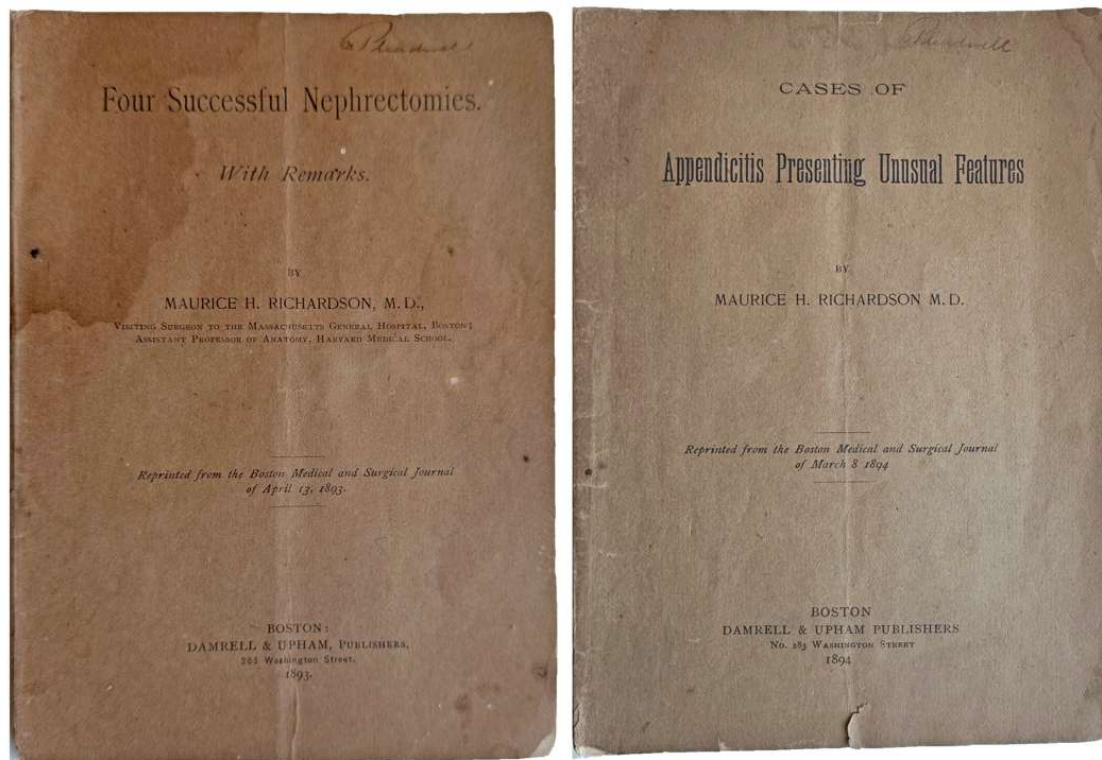 Four Successful Nephrectomies.
With Remarks.
BY
MAURICE H. RICHARDSON, M.D.,
VISITING SURGEON TO THE MASSACHUSETTS GENERAL HOSPITAL, BOSTON;
ASSISTANT PROFESSOR OF ANATOMY, HARVARD MEDICAL SCHOOL.
Reprinted from the Boston Medical and Surgical Journal
of April 13, 1893.
BOSTON:
DAMRELL & UPHAM, PUBLISHERS,
283 Washington Street.
1893.
CASES OF
Appendicitis Presenting Unusual Features
BY
MAURICE H. RICHARDSON M.D.
Reprinted from the Boston Medical and Surgical Journal
of March 8 1894
BOSTON
DAMRELL & UPHAM PUBLISHERS
No. 283 WASHINGTON STREET
1894